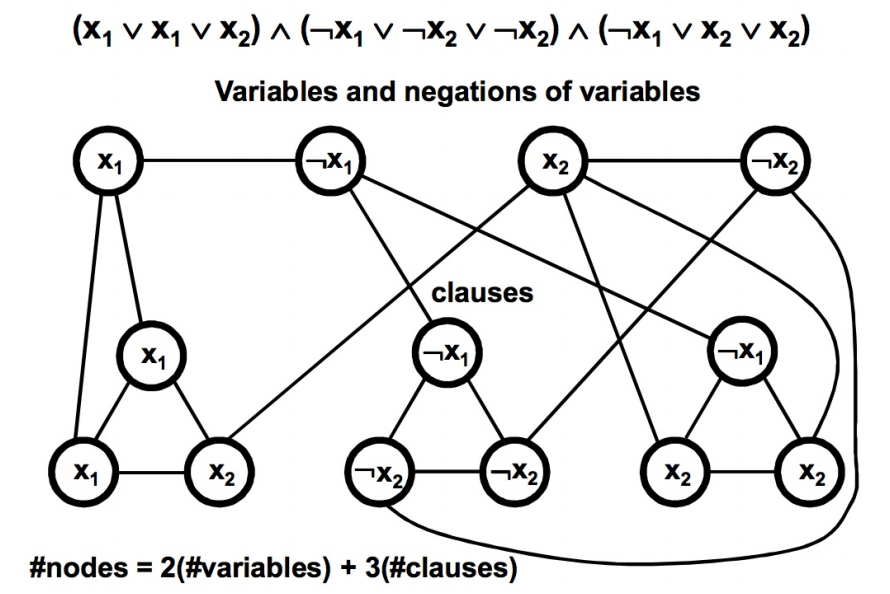 (x₁ ∨ x₁ ∨ x₂) ∧ (¬x₁ ∨ ¬x₂ ∨ ¬x₂) ∧ (¬x₁ ∨ x₂ ∨ x₂)
Variables and negations of variables
x₁ ¬x₁ x₂ ¬x₂
clauses
x₁ ¬x₁ ¬x₁
x₁ x₂ ¬x₂ ¬x₂ x₂ x₂
#nodes = 2(#variables) + 3(#clauses)